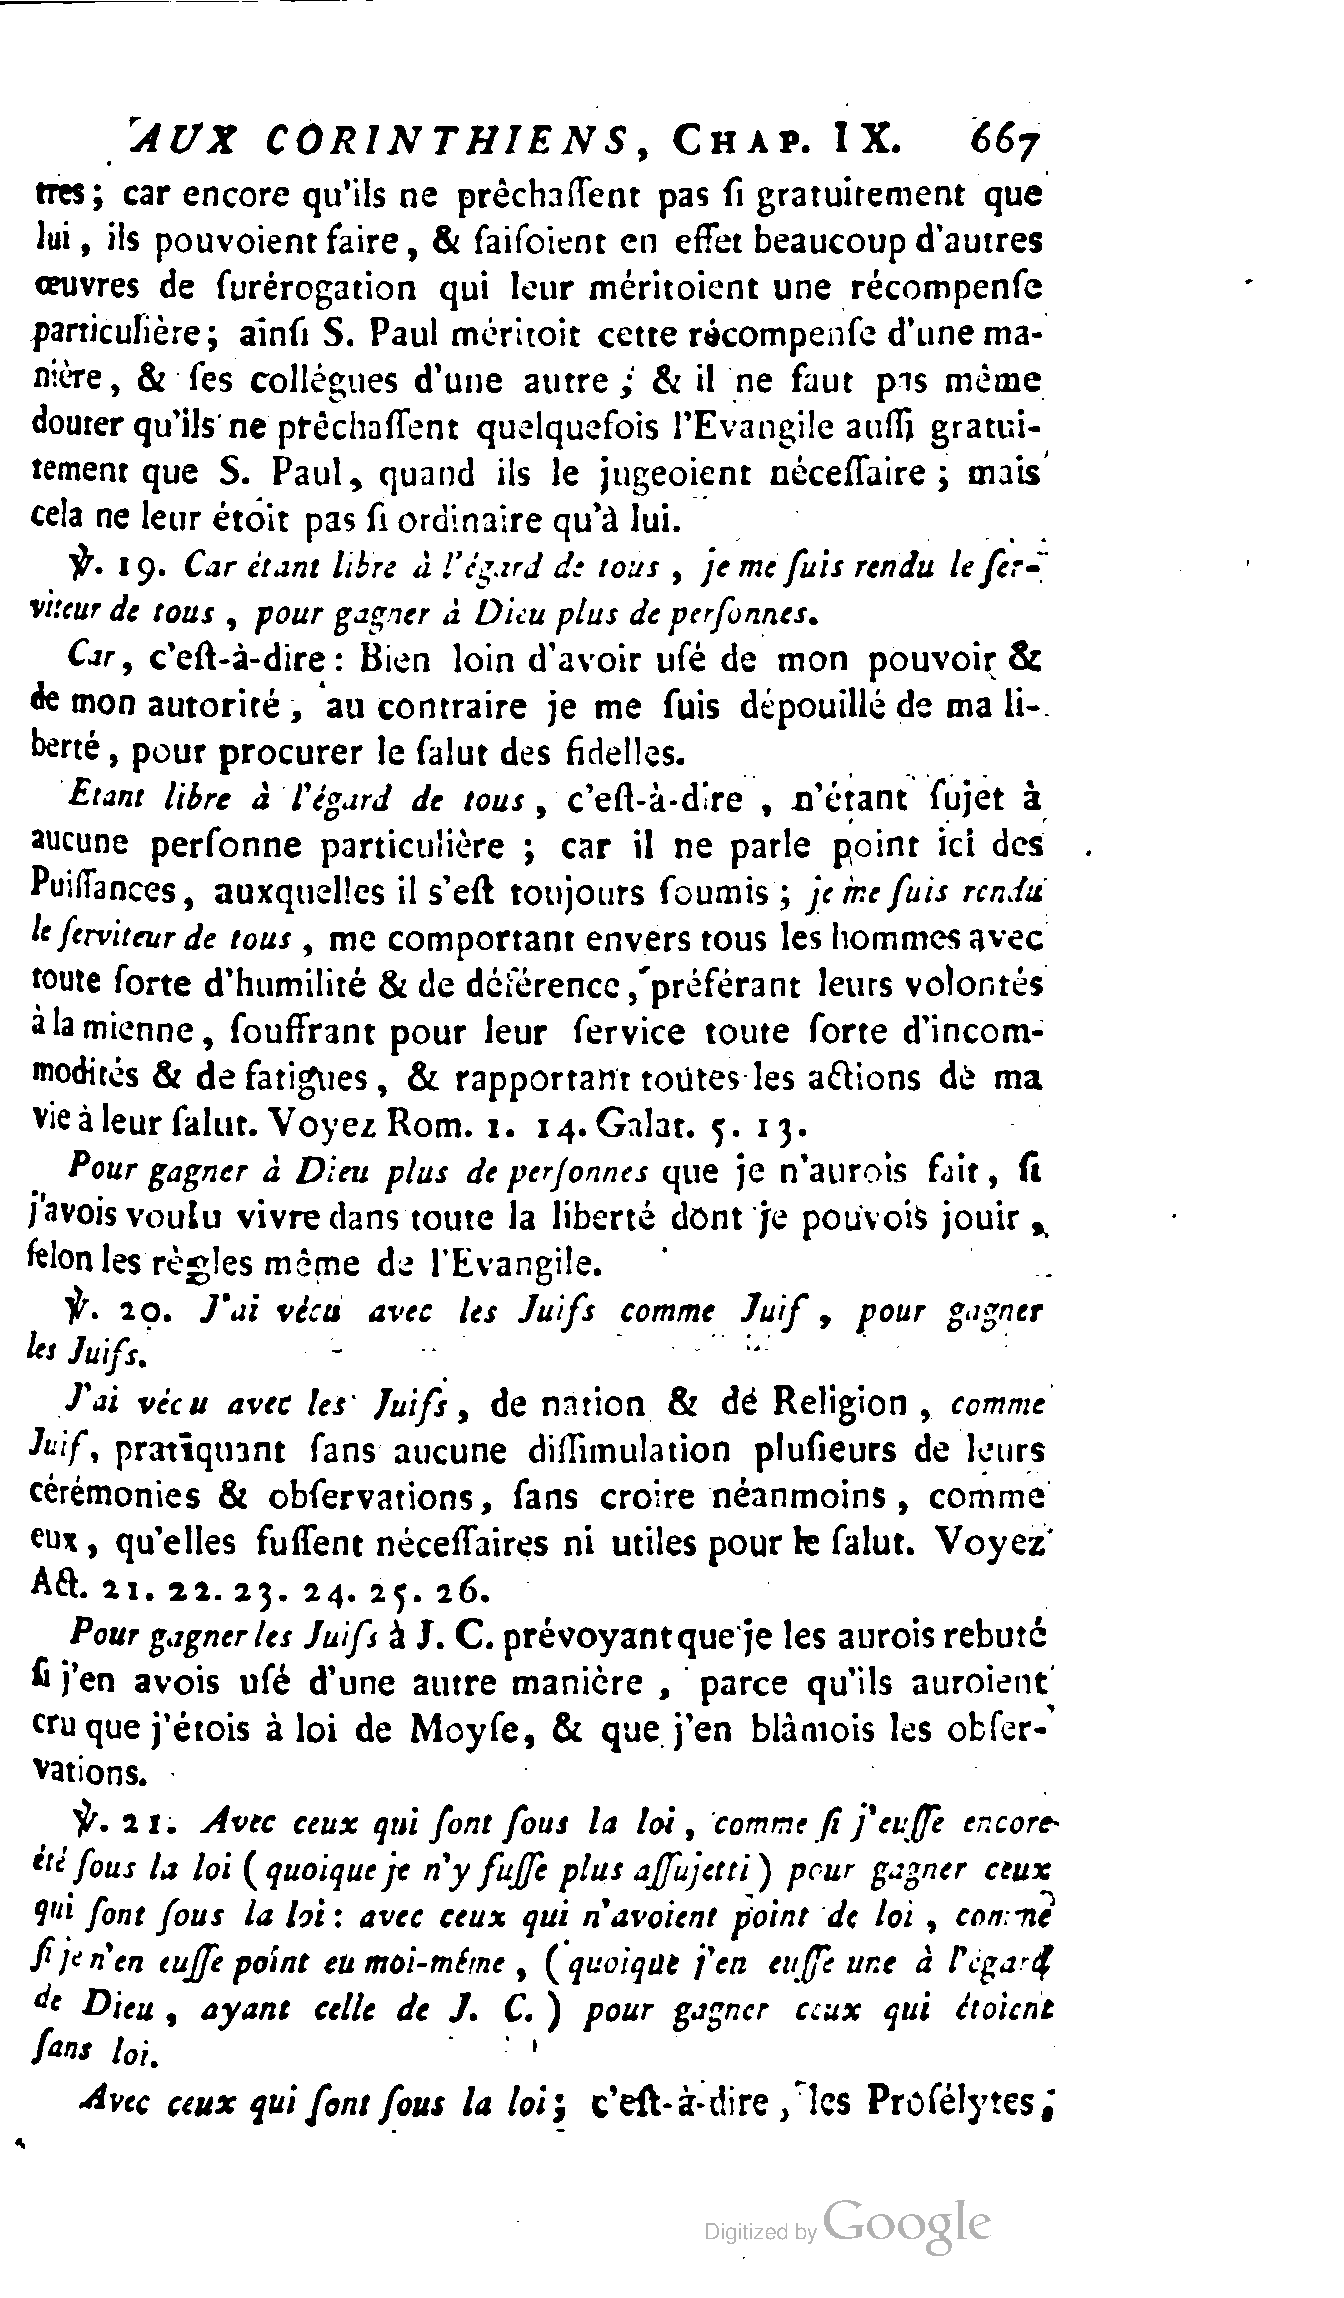 AUX CORINTHIENS, CHAP. IX. 667
tres; car encore qu'ils ne prêchaſſent pas ſi gratuitement que
lui, ils pouvoient faire, & faiſoient en effet beaucoup d'autres
œuvres de ſurérogation qui leur méritoient une récompenſe
particulière; ainſi S. Paul méritoit cette récompenſe d'une ma-
nière, & ſes collégues d'une autre; & il ne faut pas même
douter qu'ils ne prêchaſſent quelquefois l'Evangile auſſi gratui-
tement que S. Paul, quand ils le jugeoient néceſſaire; mais
cela ne leur étoit pas ſi ordinaire qu'à lui.
℣. 19. Car étant libre à l'égard de tous, je me ſuis rendu le ſer-
viteur de tous, pour gagner à Dieu plus de perſonnes.
Car, c'eſt-à-dire: Bien loin d'avoir uſé de mon pouvoir &
de mon autorité, au contraire je me ſuis dépouillé de ma li-
berté, pour procurer le ſalut des fidelles.
Etant libre à l'égard de tous, c'eſt-à-dire, n'étant ſujet à
aucune perſonne particulière; car il ne parle point ici des
Puiſſances, auxquelles il s'eſt toujours ſoumis; je me ſuis rendu
le ſerviteur de tous, me comportant envers tous les hommes avec
toute ſorte d'humilité & de déférence, préférant leurs volontés
à la mienne, ſouffrant pour leur ſervice toute ſorte d'incom-
modités & de fatigues, & rapportant toutes les actions de ma
vie à leur ſalut. Voyez Rom. 1. 14. Galat. 5. 13.
Pour gagner à Dieu plus de perſonnes que je n'aurois fait, ſi
j'avois voulu vivre dans toute la liberté dont je pouvois jouir,
ſelon les règles même de l'Evangile.
℣. 20. J'ai vécu avec les Juifs comme Juif, pour gagner
les Juifs.
J'ai vécu avec les Juifs, de nation & de Religion, comme
Juif, pratiquant ſans aucune diſſimulation pluſieurs de leurs
cérémonies & obſervations, ſans croire néanmoins, comme
eux, qu'elles fuſſent néceſſaires ni utiles pour le ſalut. Voyez
Act. 21. 22. 23. 24. 25. 26.
Pour gagner les Juifs à J. C. prévoyant que je les aurois rebuté
ſi j'en avois uſé d'une autre manière, parce qu'ils auroient
cru que j'étois à loi de Moyſe, & que j'en blâmois les obſer-
vations.
℣. 21. Avec ceux qui ſont ſous la loi, comme ſi j'euſſe encore
été ſous la loi (quoique je n'y fuſſe plus aſſujetti) pour gagner ceux
qui ſont ſous la loi: avec ceux qui n'avoient point de loi, comme
ſi je n'en euſſe point eu moi-même, (quoique j'en euſſe une à l'égard
de Dieu, ayant celle de J. C.) pour gagner ceux qui étoient
ſans loi.
Avec ceux qui ſont ſous la loi; c'eſt-à-dire, les Proſélytes;
Digitized by Google